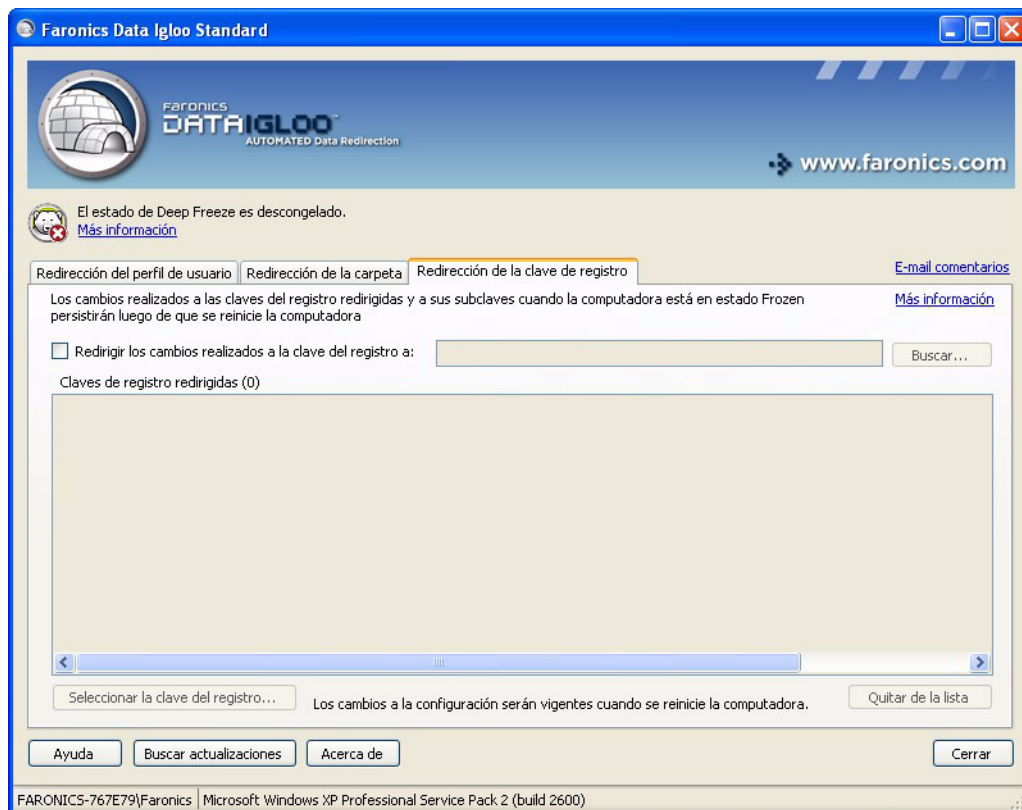 Faronics Data Igloo Standard
FARONICS
DATAIGLOO™
AUTOMATED Data Redirection
www.faronics.com
El estado de Deep Freeze es descongelado.
Más información
Redirección del perfil de usuario
Redirección de la carpeta
Redirección de la clave de registro
E-mail comentarios
Los cambios realizados a las claves del registro redirigidas y a sus subclaves cuando la computadora está en estado Frozen
persistirán luego de que se reinicie la computadora
Más información
Redirigir los cambios realizados a la clave del registro a:
Buscar...
Claves de registro redirigidas (0)
Seleccionar la clave del registro...
Los cambios a la configuración serán vigentes cuando se reinicie la computadora.
Quitar de la lista
Ayuda
Buscar actualizaciones
Acerca de
Cerrar
FARONICS-767E79\Faronics
Microsoft Windows XP Professional Service Pack 2 (build 2600)